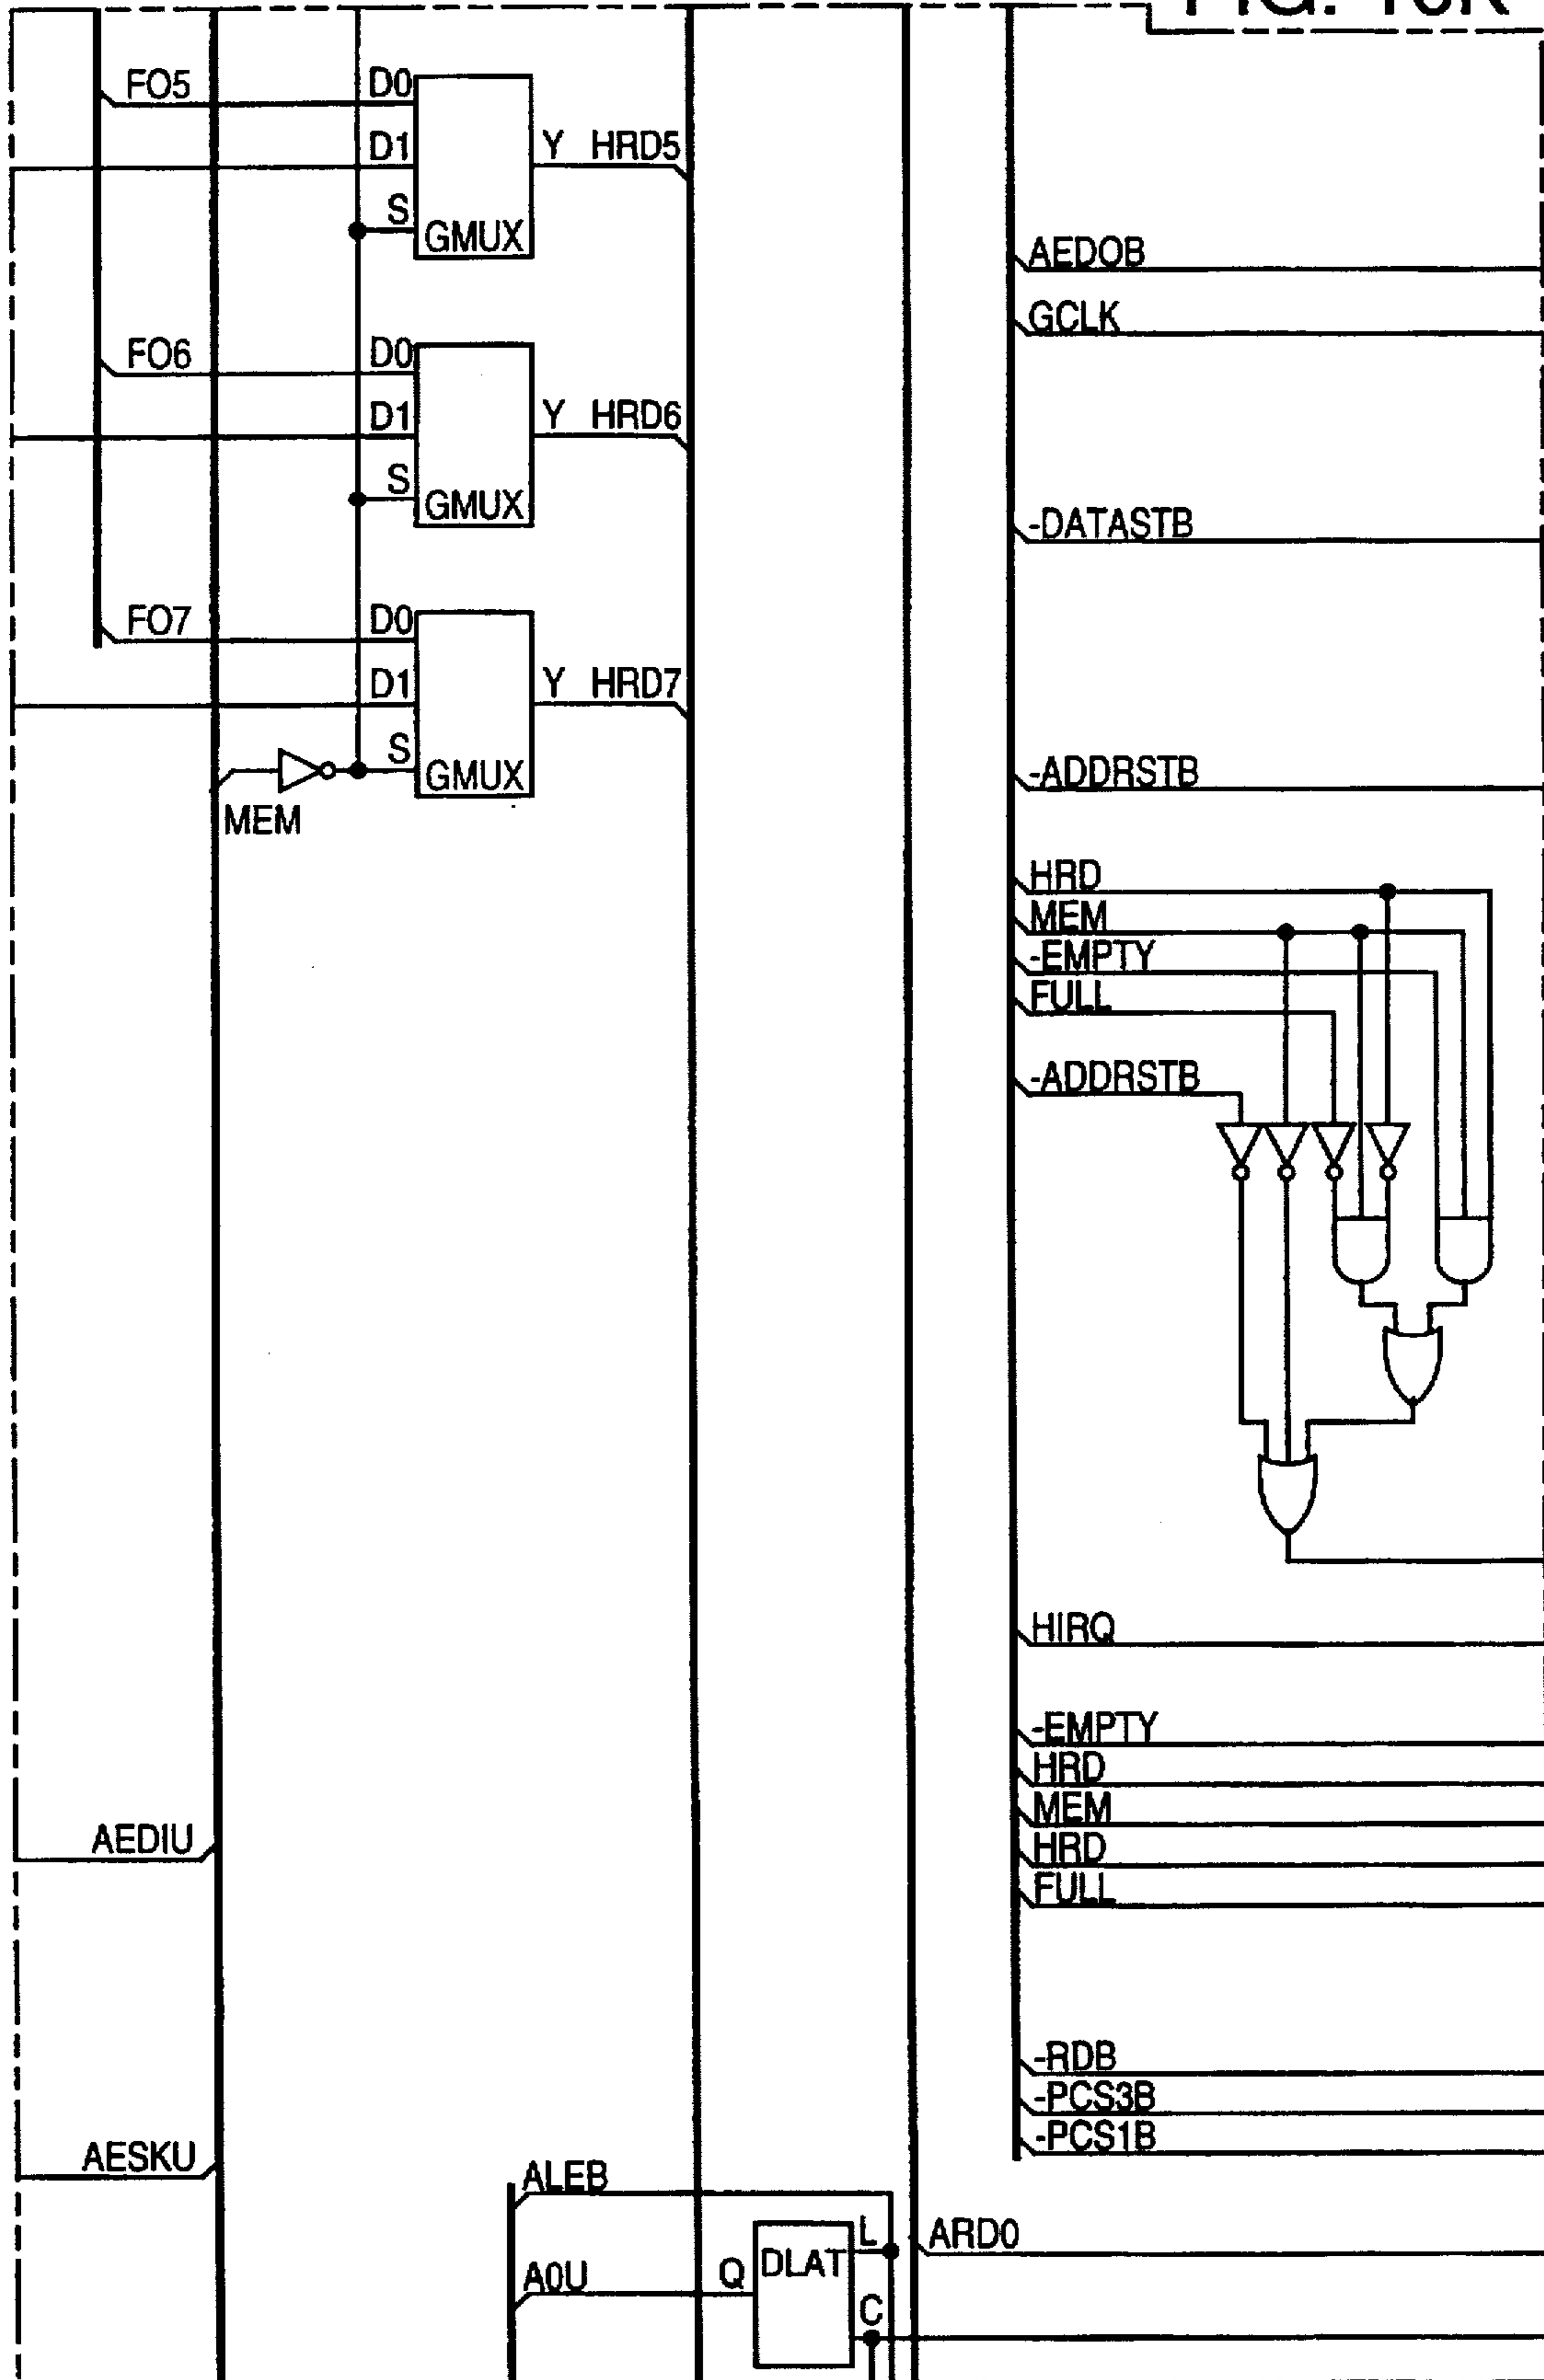 FO5
D0
D1
Y HRD5
S
GMUX
FO6
D0
D1
Y HRD6
S
GMUX
FO7
D0
D1
Y HRD7
S
GMUX
MEM
AEDOB
GCLK
-DATASTB
-ADDRSTB
HRD
MEM
-EMPTY
FULL
-ADDRSTB
HIRQ
-EMPTY
HRD
MEM
HRD
FULL
AEDIU
-RDB
-PCS3B
-PCS1B
AESKU
ALEB
L
ARD0
DLAT
A0U
Q
C